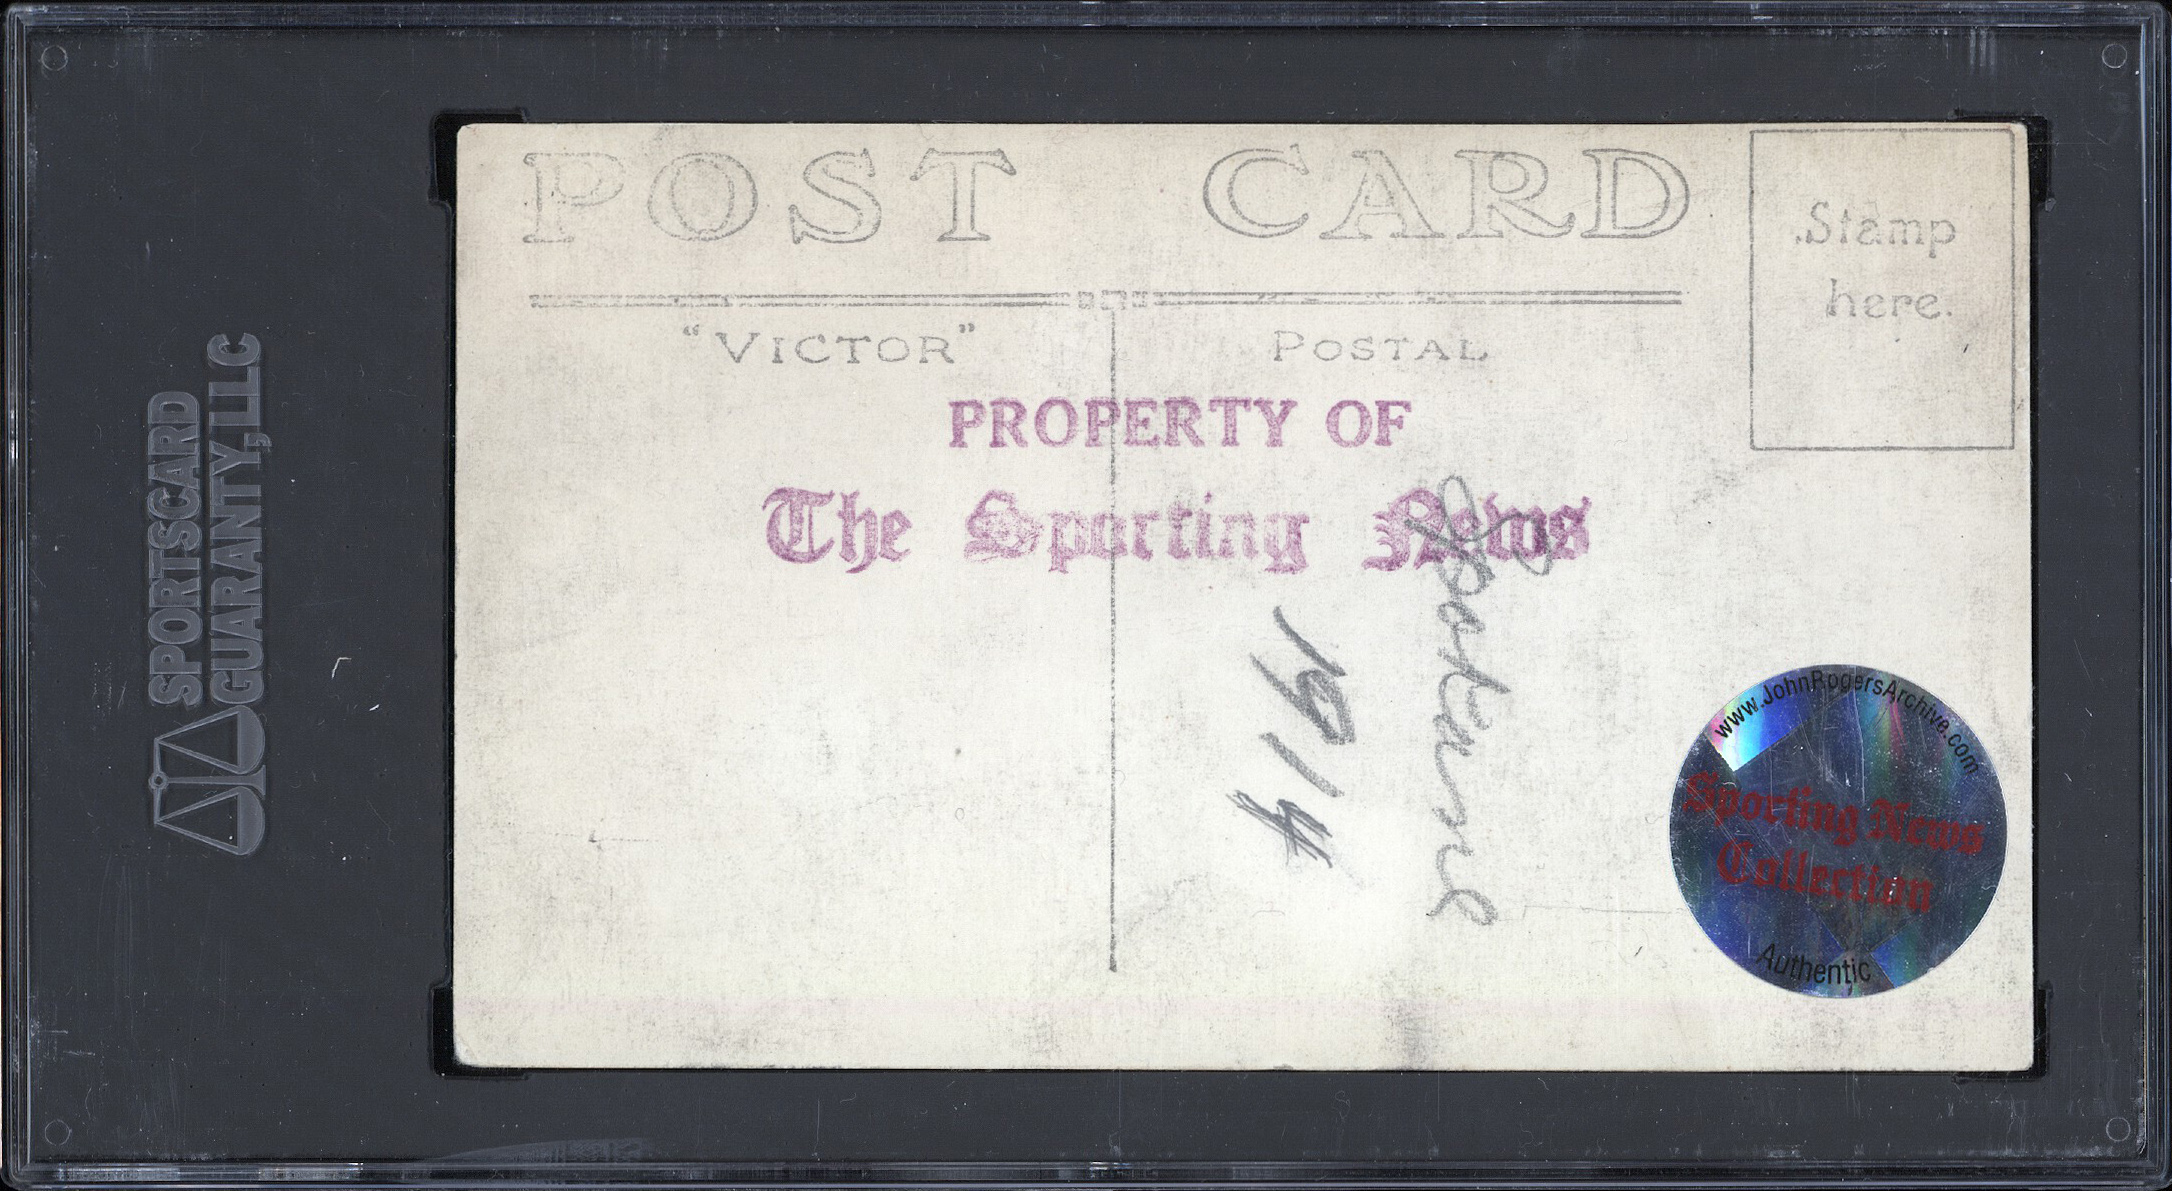 POST CARD
Stamp
here.
"VICTOR" POSTAL
PROPERTY OF
The Sporting News
Spokane
1914
www.JohnRogersArchive.com
Sporting News
Collection
Authentic
SPORTSCARD
GUARANTY, LLC